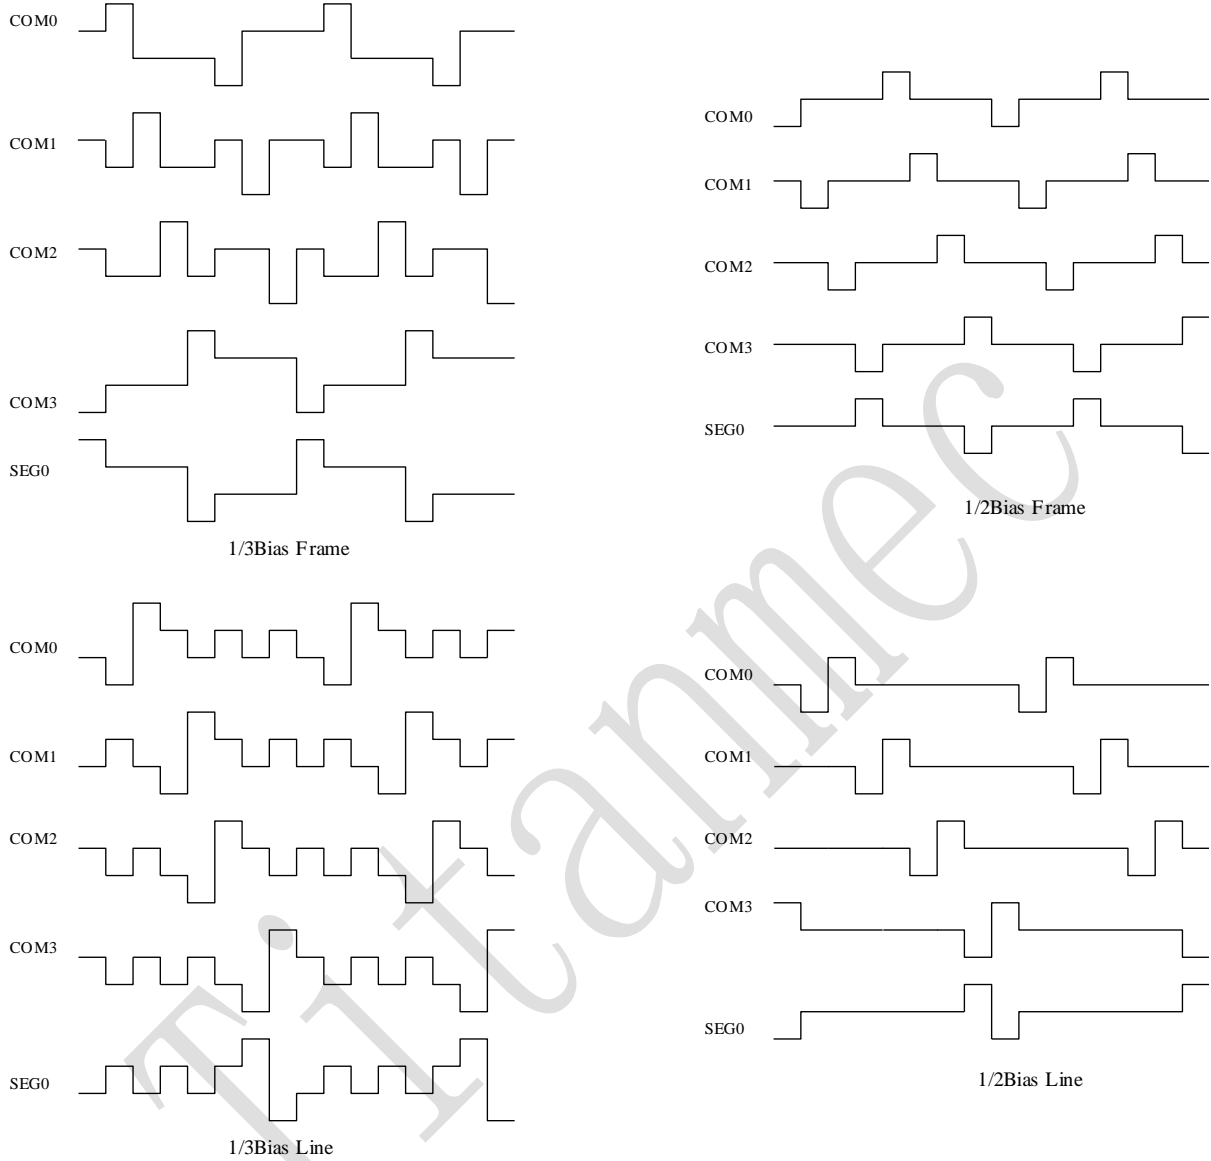 COM0
COM1
COM2
COM3
SEG0
1/3Bias Frame
COM0
COM1
COM2
COM3
SEG0
1/2Bias Frame
COM0
COM1
COM2
COM3
SEG0
1/3Bias Line
COM0
COM1
COM2
COM3
SEG0
1/2Bias Line
Titanmec